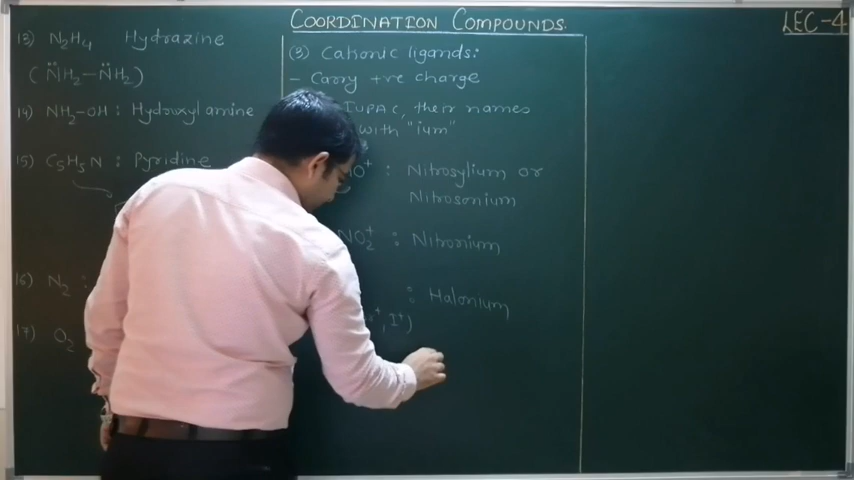 COORDINATION COMPOUNDS.
LEC-4
13) N₂H₄ Hydrazine
(N̈H₂-N̈H₂)
14) NH₂-OH : Hydroxyl amine
15) C₅H₅N : Pyridine
16) N₂ :
17) O₂
(3) Cationic ligands:
- Carry +re charge
IUPAC, their names
with "ium"
NO⁺ : Nitrosylium or
Nitrosonium
NO₂⁺ : Nitronium
: Halonium
, I⁺)